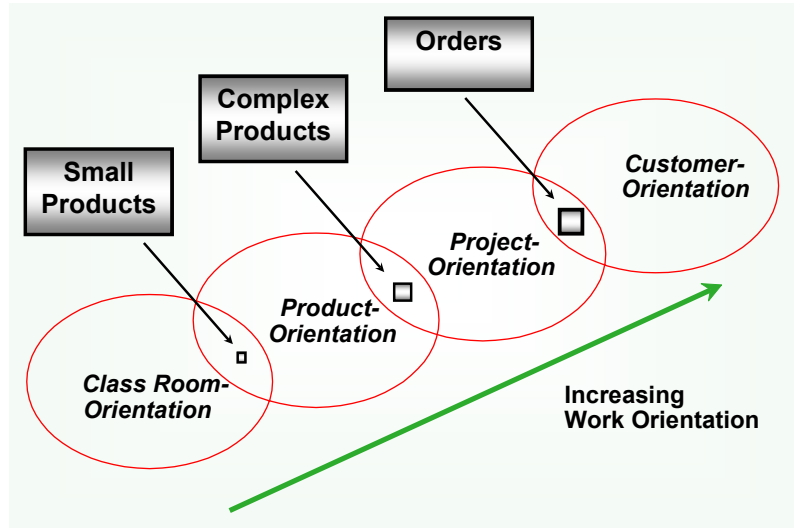 Orders
Complex
Products
Small
Products
Customer-
Orientation
Project-
Orientation
Product-
Orientation
Class Room-
Orientation
Increasing
Work Orientation